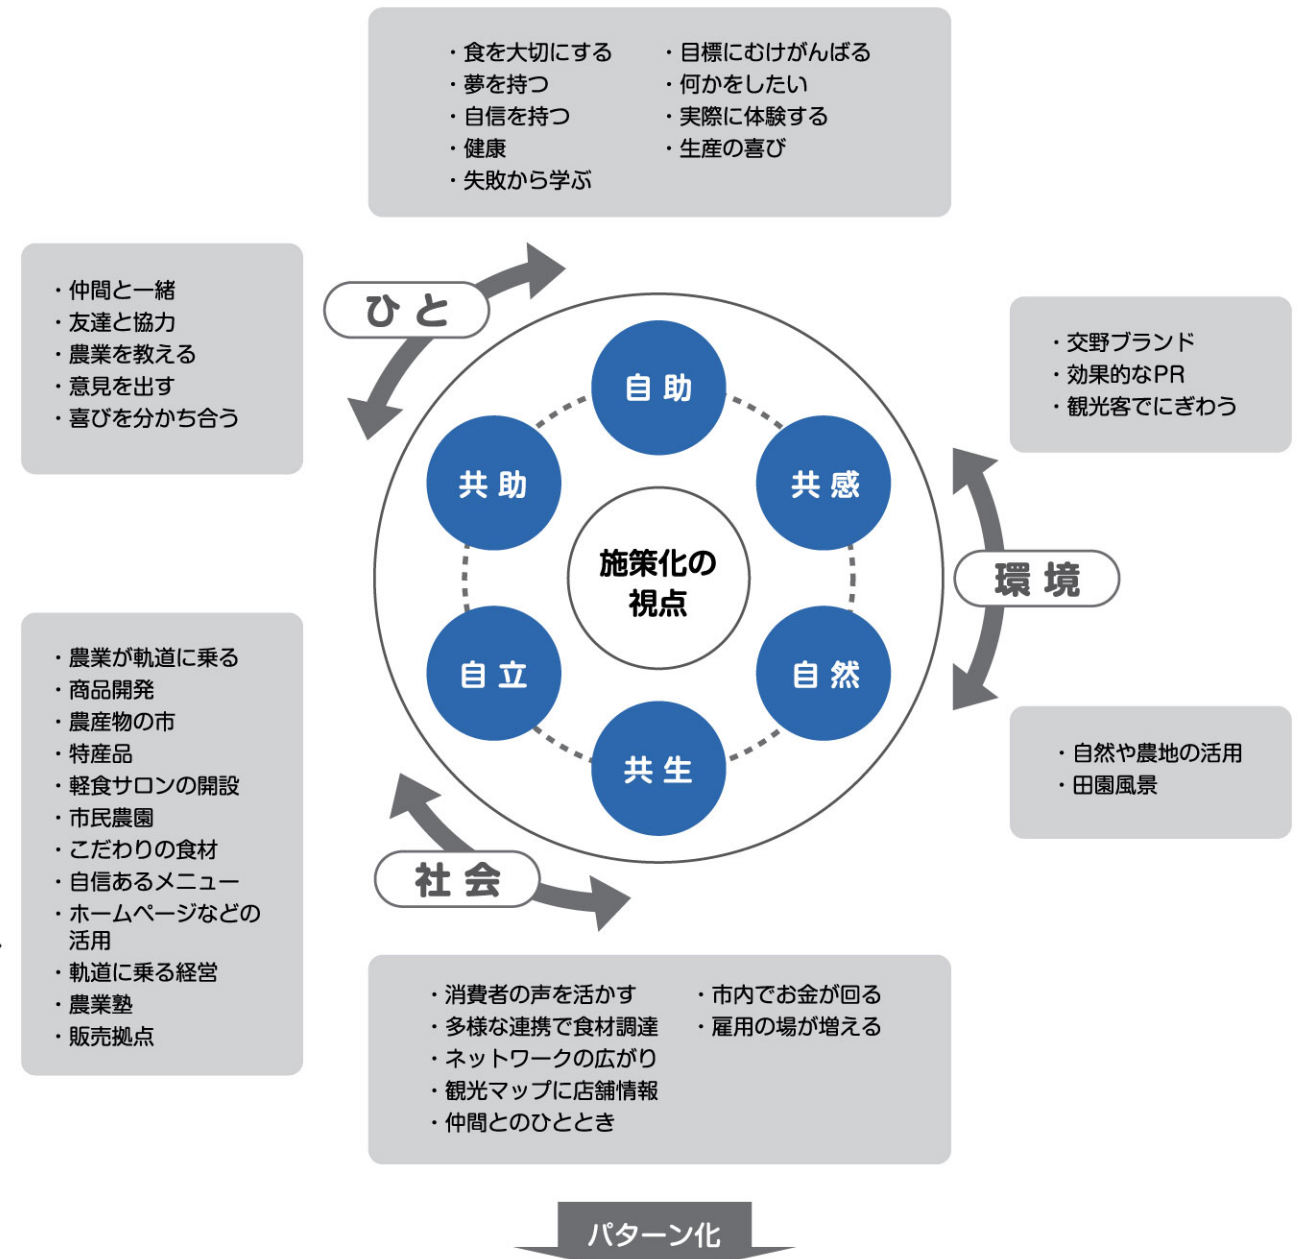 ・食を大切にする
・夢を持つ
・自信を持つ
・健康
・失敗から学ぶ
・目標にむけがんばる
・何かをしたい
・実際に体験する
・生産の喜び
・仲間と一緒
・友達と協力
・農業を教える
・意見を出す
・喜びを分かち合う
ひと
・交野ブランド
・効果的なPR
・観光客でにぎわう
自助
共助
共感
施策化の
視点
環境
自立
自然
共生
・農業が軌道に乗る
・商品開発
・農産物の市
・特産品
・軽食サロンの開設
・市民農園
・こだわりの食材
・自信あるメニュー
・ホームページなどの
活用
・軌道に乗る経営
・農業塾
・販売拠点
・自然や農地の活用
・田園風景
社会
・消費者の声を活かす
・多様な連携で食材調達
・ネットワークの広がり
・観光マップに店舗情報
・仲間とのひととき
・市内でお金が回る
・雇用の場が増える
パターン化